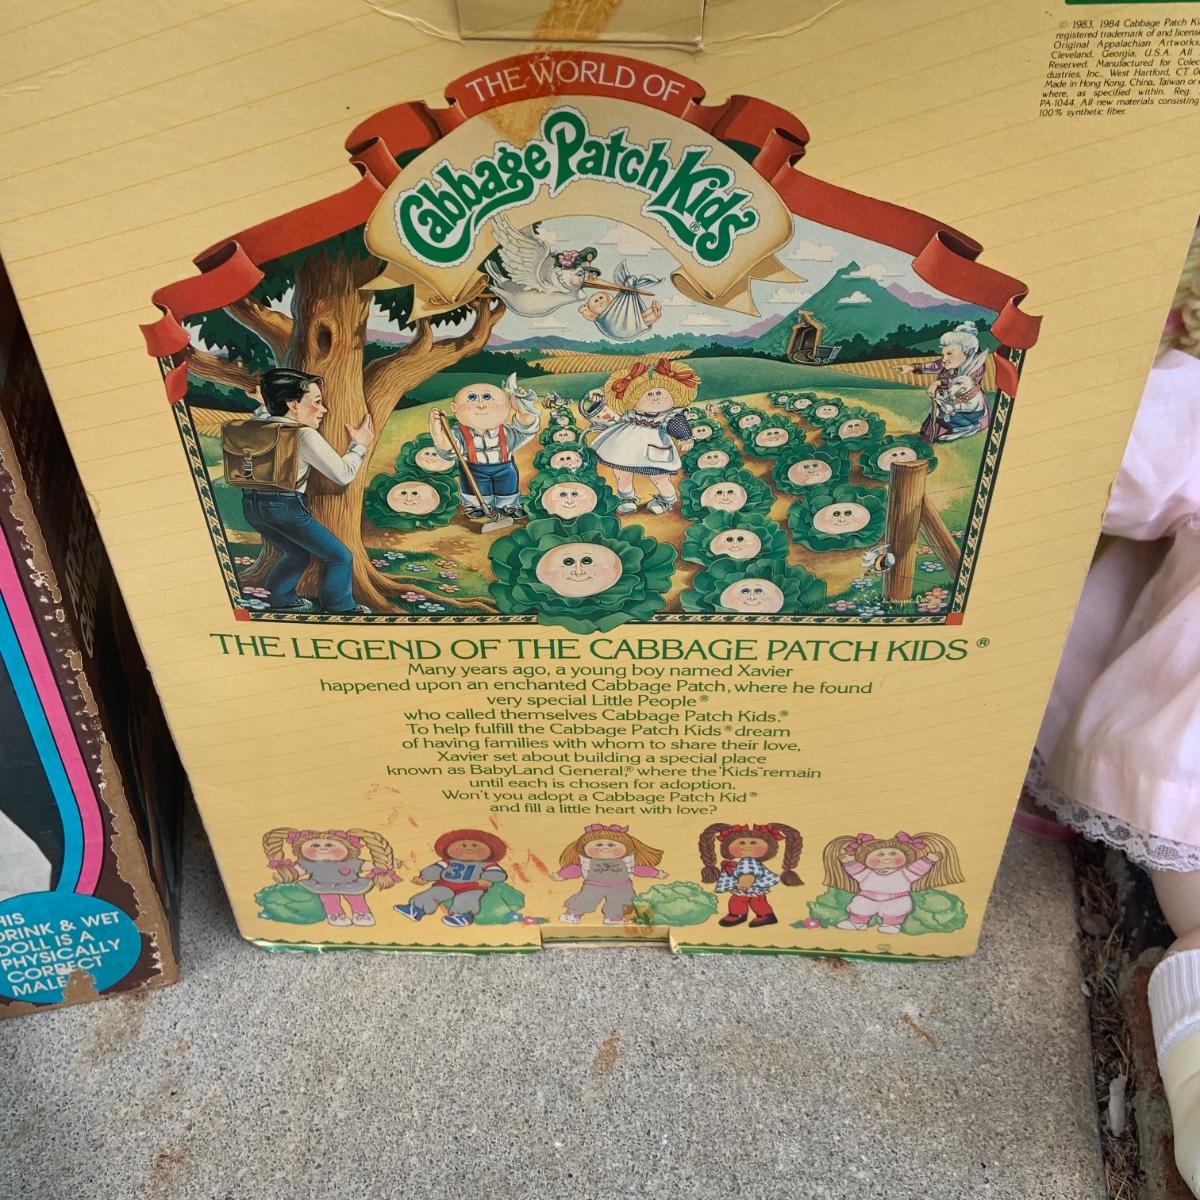 THE WORLD OF
Cabbage Patch Kids®
© 1983, 1984 Cabbage Patch
registered trademark of and
Original Appalachian Artworks,
Cleveland, Georgia, U.S.A. All
Reserved. Manufactured for
dustries, Inc., West Hartford, CT
Made in Hong Kong, China, Taiwan or
where, as specified within. Reg.
PA-1044. All new materials consisting
100% synthetic fiber.
THE LEGEND OF THE CABBAGE PATCH KIDS®
Many years ago, a young boy named Xavier
happened upon an enchanted Cabbage Patch, where he found
very special Little People®
who called themselves Cabbage Patch Kids.®
To help fulfill the Cabbage Patch Kids® dream
of having families with whom to share their love,
Xavier set about building a special place
known as BabyLand General,® where the 'Kids™ remain
until each is chosen for adoption.
Won't you adopt a Cabbage Patch Kid®
and fill a little heart with love?
31
DRINK & WET
DOLL IS A
PHYSICALLY
CORRECT
MALE